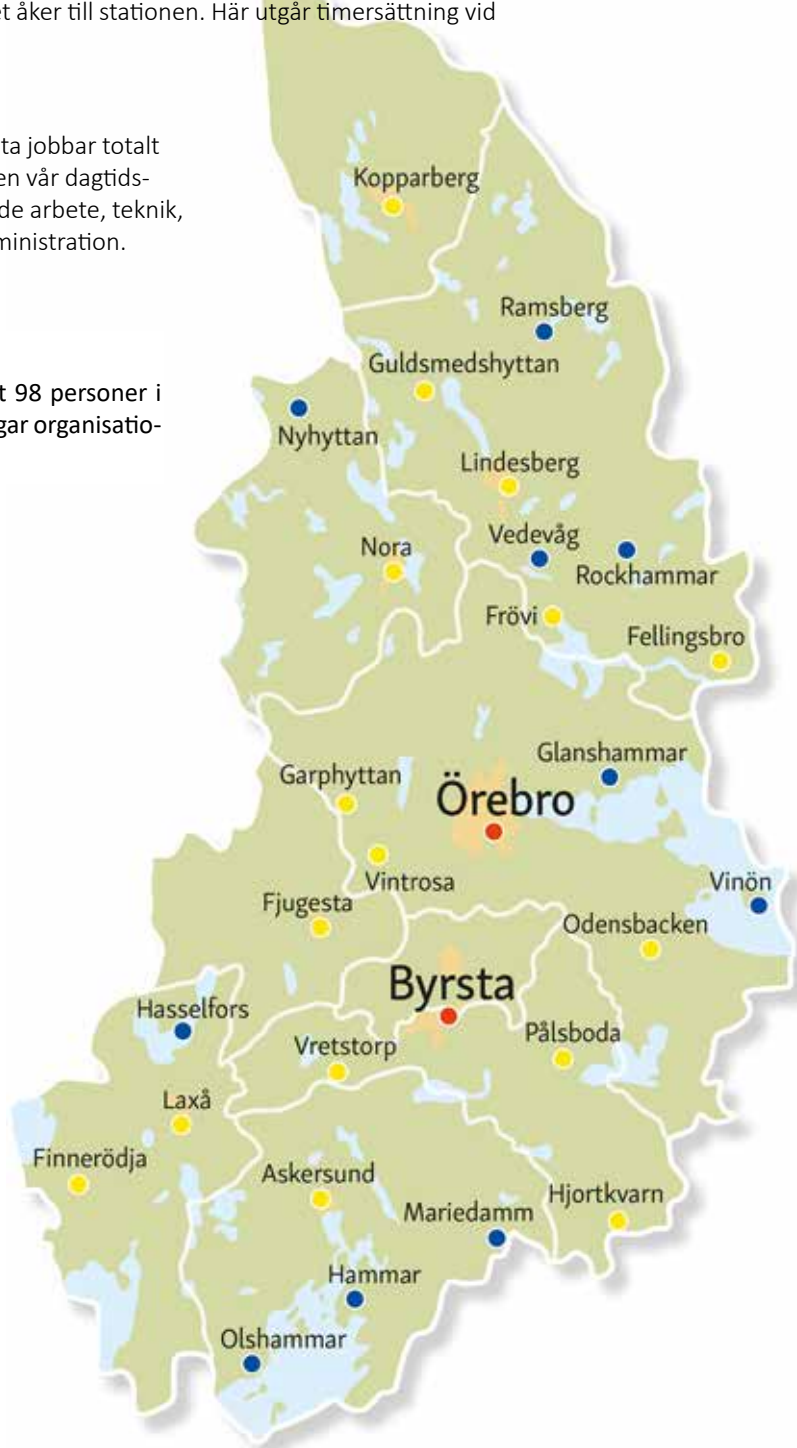 et åker till stationen. Här utgår timersättning vid
ta jobbar totalt
en vår dagtids-
de arbete, teknik,
ministration.
t 98 personer i
gar organisatio-
Kopparberg
Ramsberg
Guldsmedshyttan
Nyhyttan
Lindesberg
Vedevåg
Nora
Rockhammar
Frövi
Fellingsbro
Glanshammar
Garphyttan
Örebro
Vintrosa
Vinön
Fjugesta
Odensbacken
Byrsta
Hasselfors
Pålsboda
Vretstorp
Laxå
Finnerödja
Askersund
Hjortkvarn
Mariedamm
Hammar
Olshammar